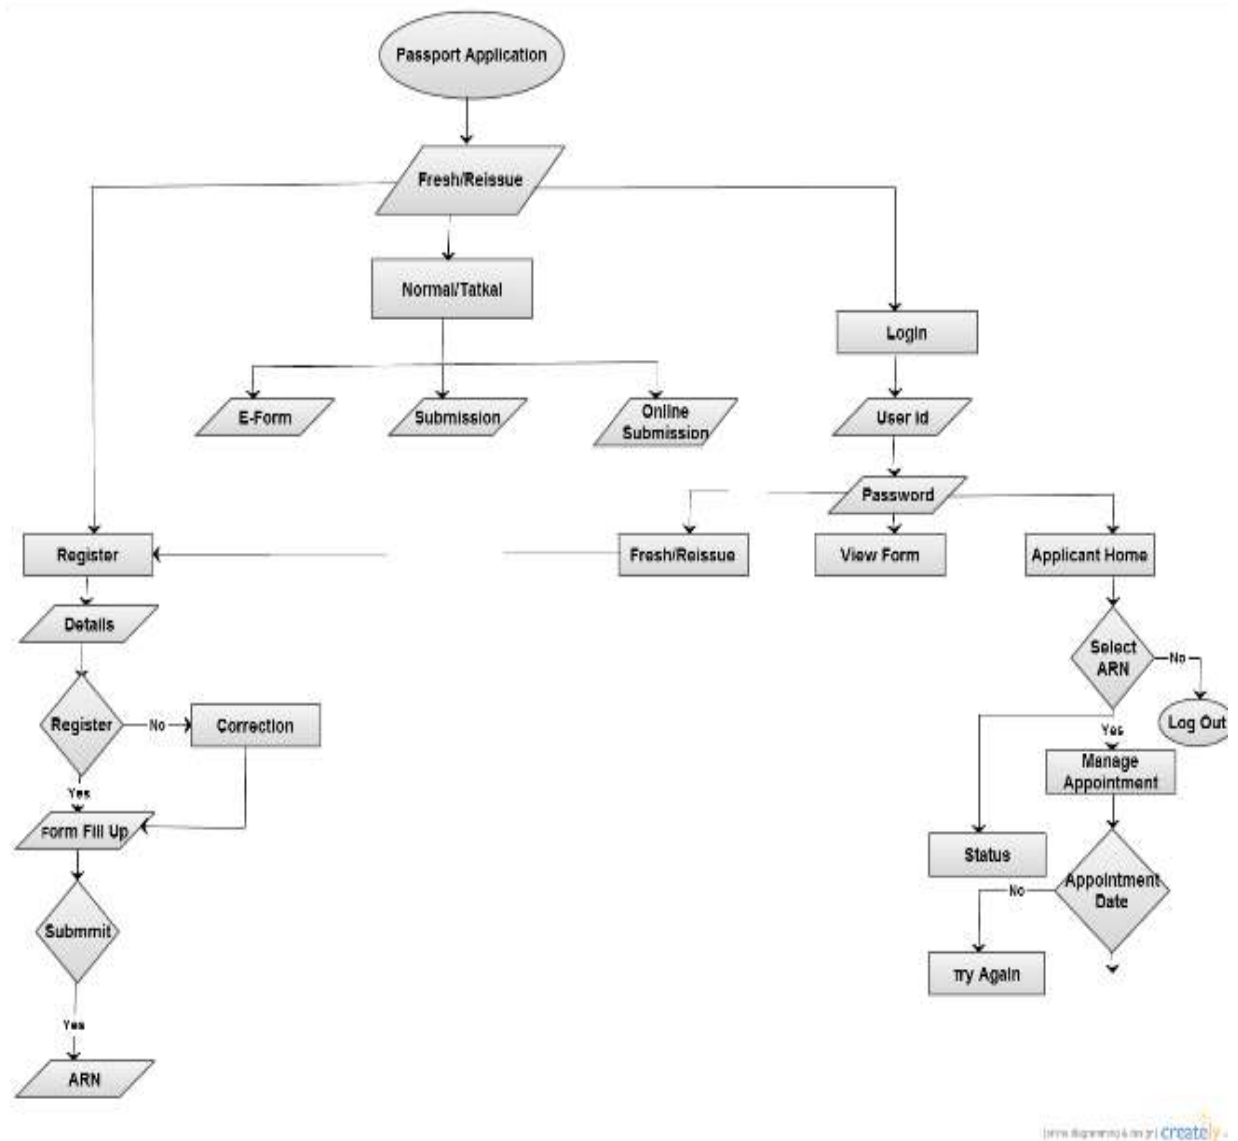 Passport Application
Fresh/Reissue
Normal/Tatkal
Login
E-Form
Submission
Online
Submission
User id
Password
Register
Fresh/Reissue
View Form
Applicant Home
Details
Select
ARN
No
Log Out
Register
No
Correction
Yes
Manage
Appointment
Yes
Form Fill Up
Status
Appointment
Date
No
Submmit
Try Again
Yes
ARN
creately